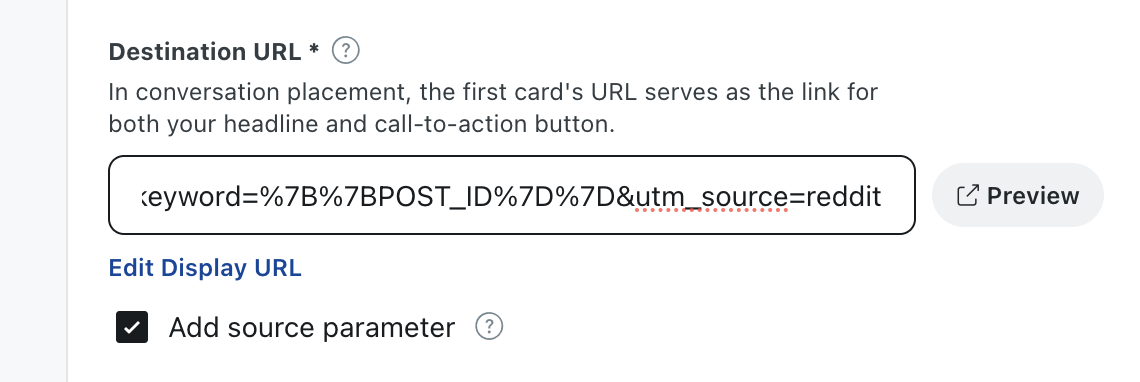 Destination URL * ?
In conversation placement, the first card's URL serves as the link for
both your headline and call-to-action button.
keyword=%7B%7BPOST_ID%7D%7D&utm_source=reddit
Preview
Edit Display URL
Add source parameter ?